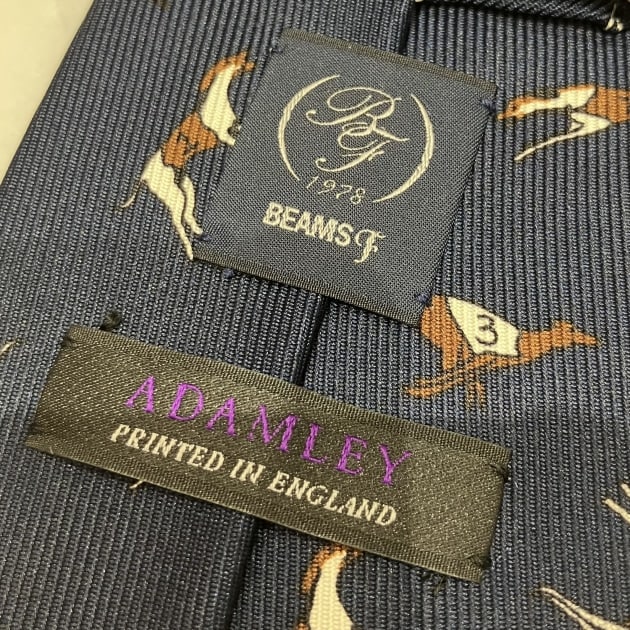 BF
1978
BEAMS F
ADAMLEY
PRINTED IN ENGLAND
3